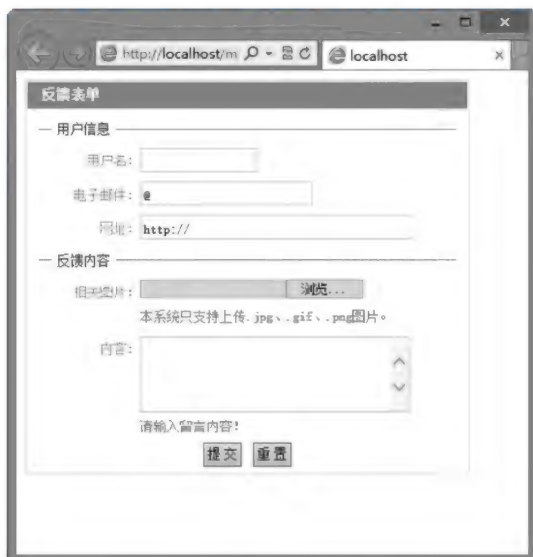 http://localhost/m
localhost
反馈表单
用户信息
用户名:
电子邮件: @
网址: http://
反馈内容
相关图片: 浏览...
本系统只支持上传.jpg、.gif、.png图片。
内容:
请输入留言内容!
提交 重置